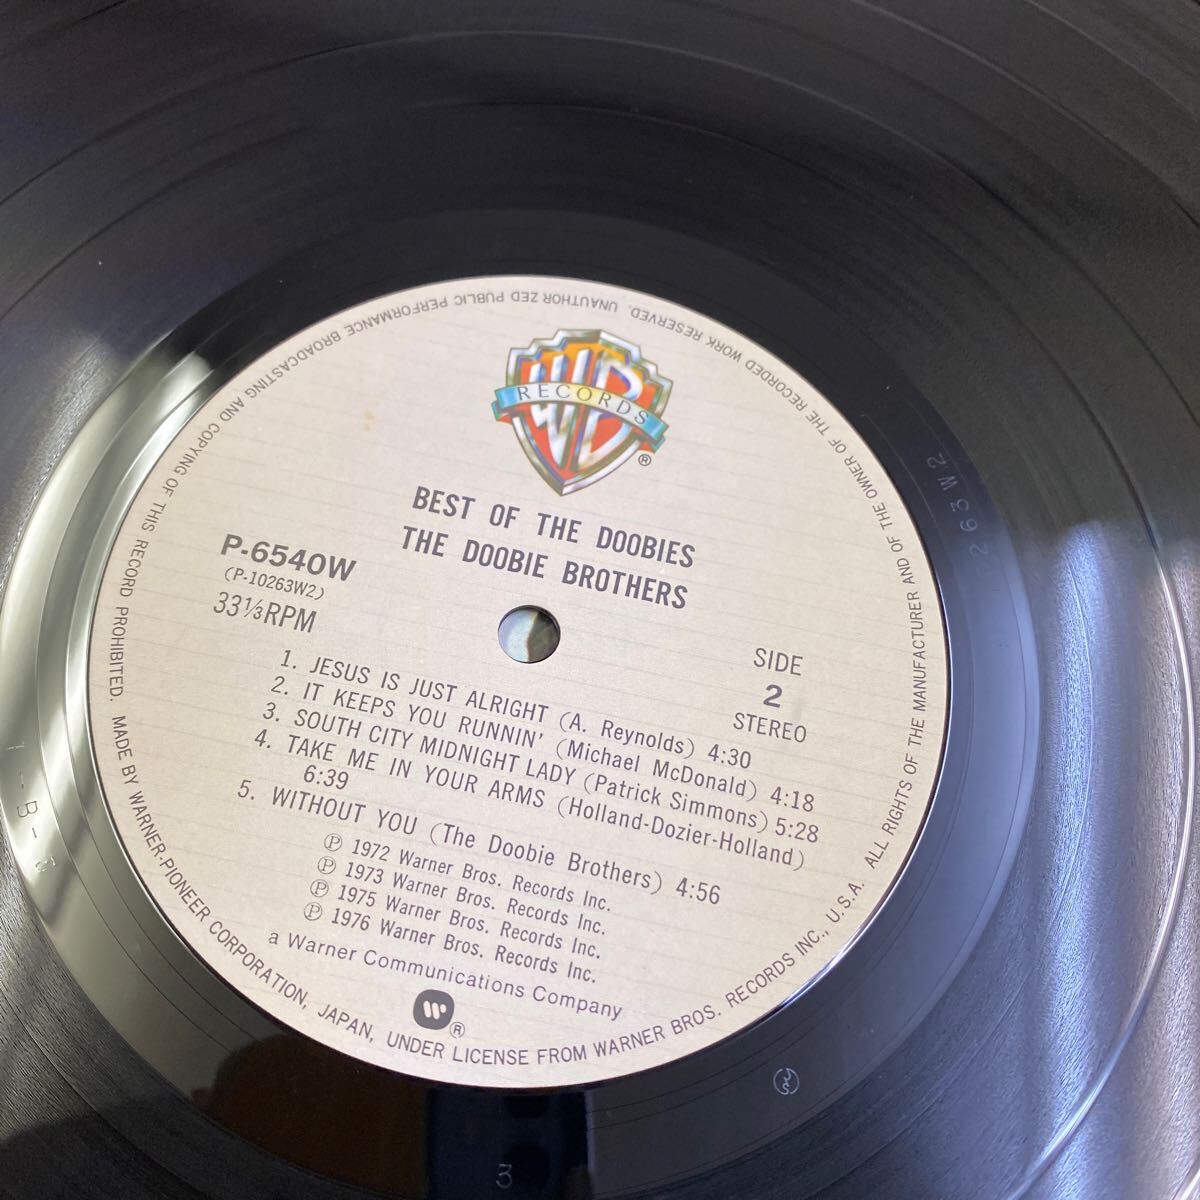 WB
RECORDS
®
BEST OF THE DOOBIES
THE DOOBIE BROTHERS
P-6540W
(P-10263W2)
33⅓RPM
SIDE
2
STEREO
1. JESUS IS JUST ALRIGHT (A. Reynolds) 4:30
2. IT KEEPS YOU RUNNIN' (Michael McDonald) 4:18
3. SOUTH CITY MIDNIGHT LADY (Patrick Simmons) 5:28
4. TAKE ME IN YOUR ARMS (Holland-Dozier-Holland)
6:39
5. WITHOUT YOU (The Doobie Brothers) 4:56
Ⓟ 1972 Warner Bros. Records Inc.
Ⓟ 1973 Warner Bros. Records Inc.
Ⓟ 1975 Warner Bros. Records Inc.
Ⓟ 1976 Warner Bros. Records Inc.
a Warner Communications Company
®
MADE BY WARNER-PIONEER CORPORATION, JAPAN, UNDER LICENSE FROM WARNER BROS. RECORDS INC., U.S.A. ALL RIGHTS OF THE MANUFACTURER AND OF THE OWNER OF THE RECORDED WORK RESERVED. UNAUTHOR ZED PUBLIC PERFORMANCE BROADCASTING AND COPYING OF THIS RECORD PROHIBITED.
263W2
JS
3